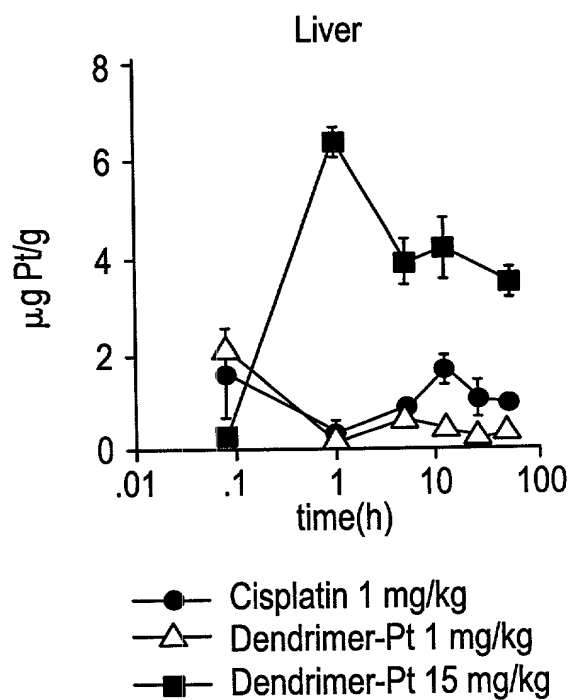 Liver
8
6
4
2
0
µg Pt/g
.01 .1 1 10 100
time(h)
Cisplatin 1 mg/kg
Dendrimer-Pt 1 mg/kg
Dendrimer-Pt 15 mg/kg